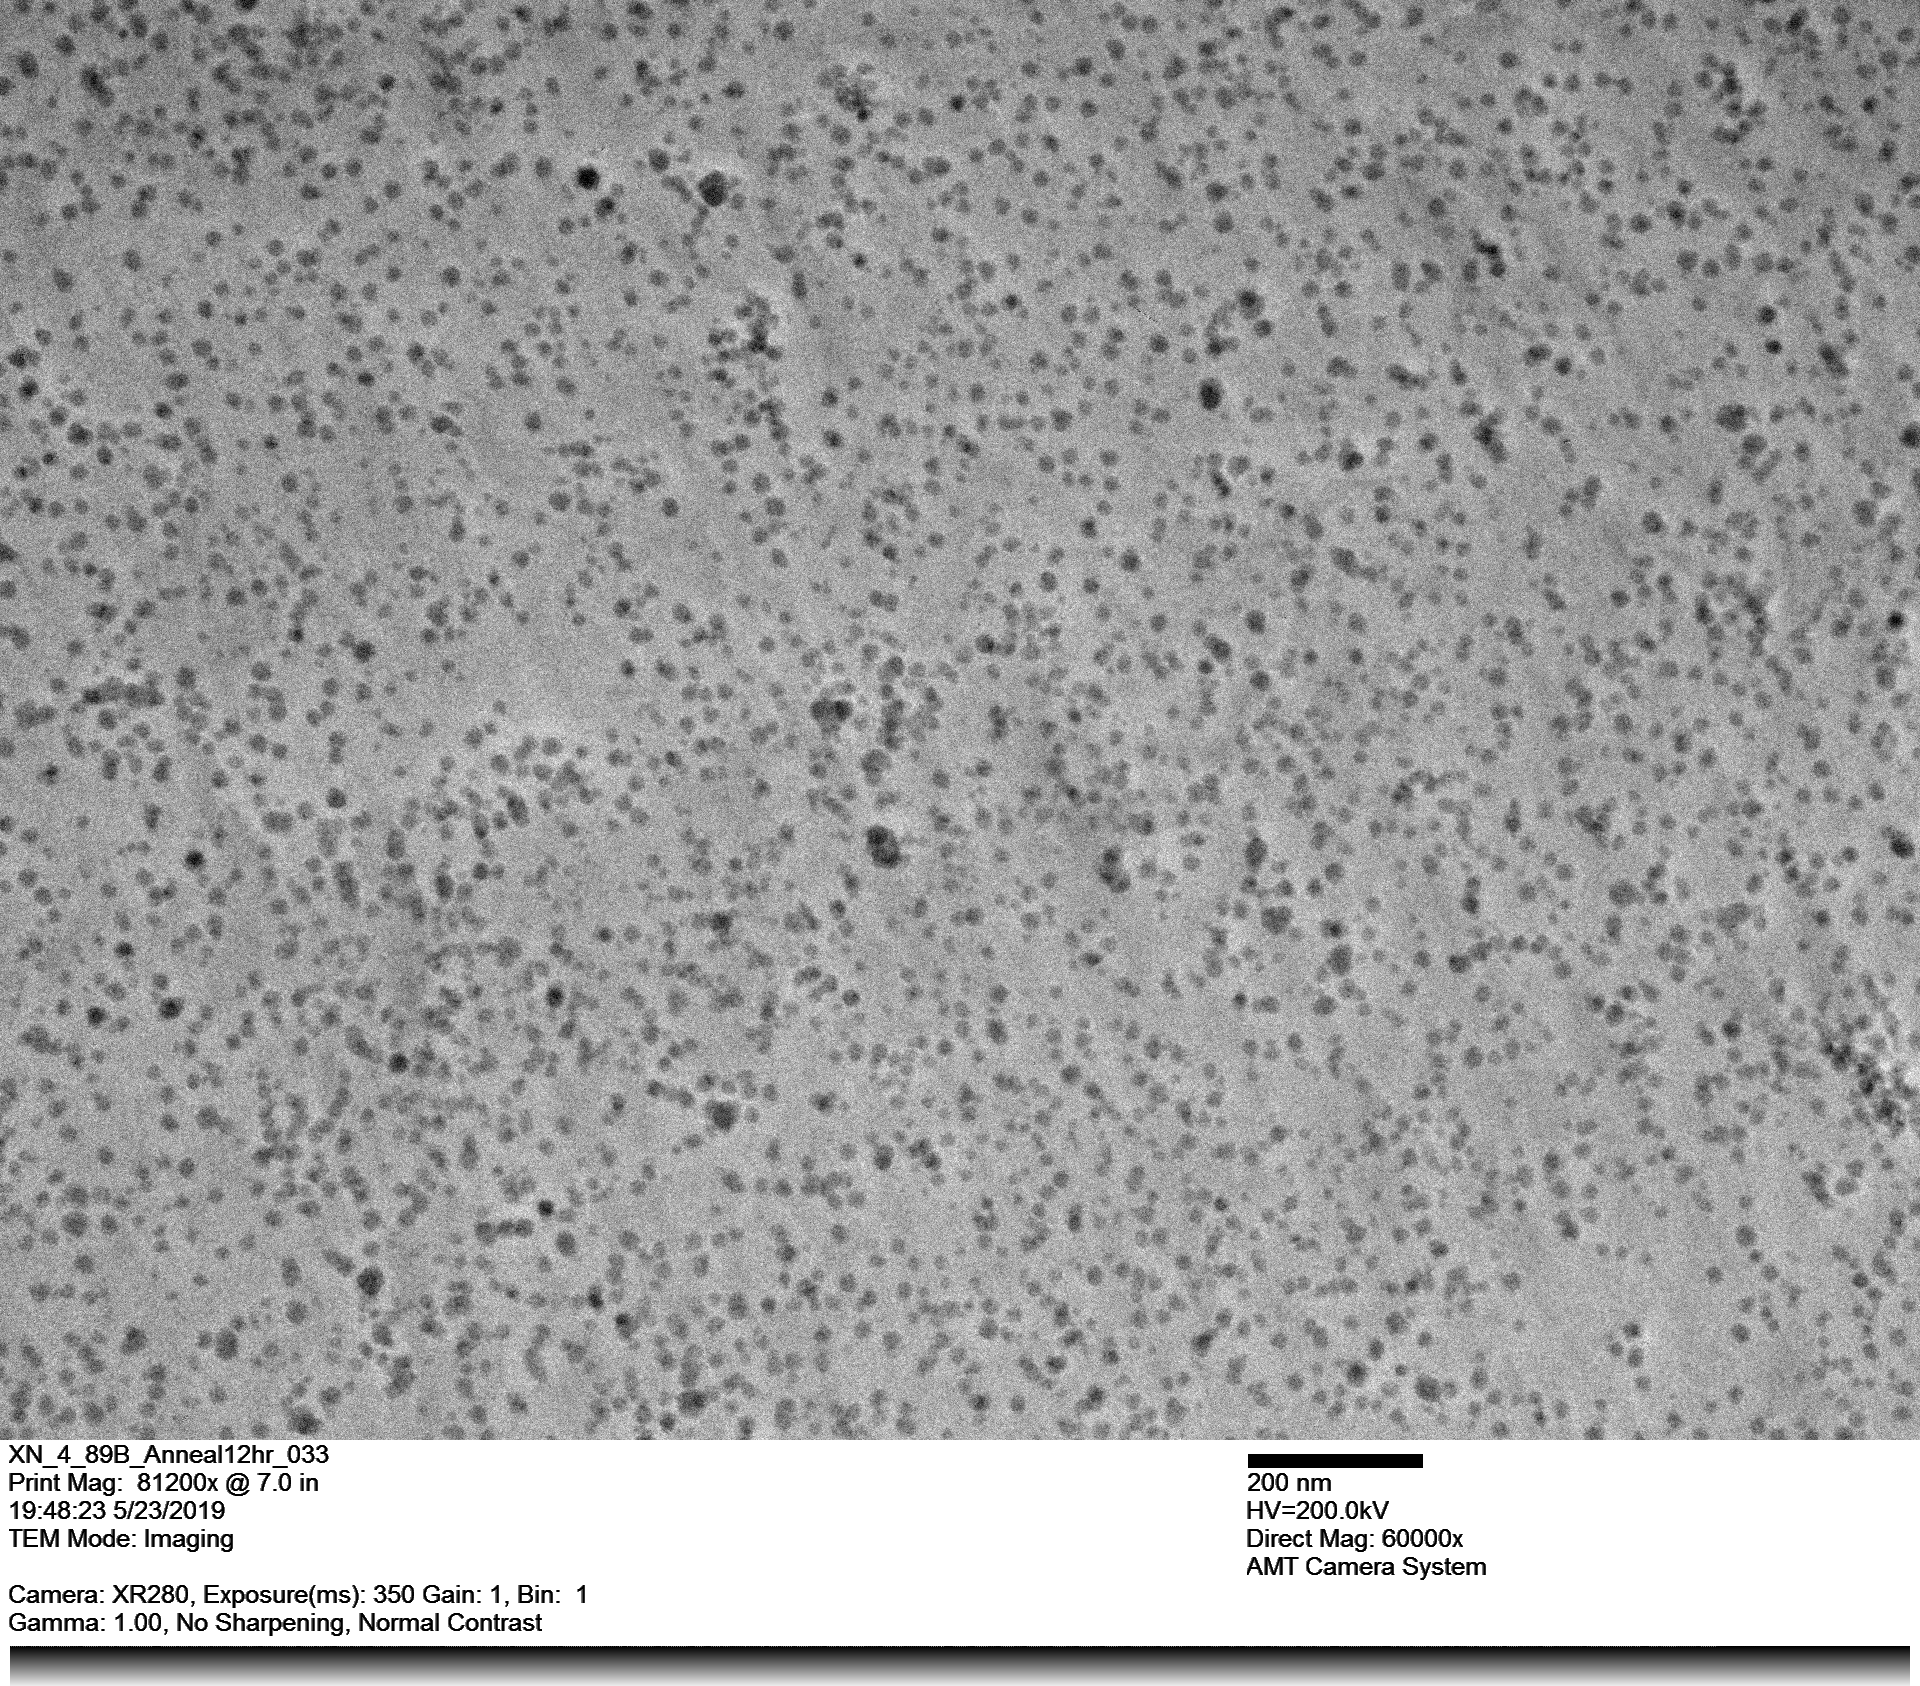 XN_4_89B_Anneal12hr_033
Print Mag:  81200x @ 7.0 in
19:48:23 5/23/2019
TEM Mode: Imaging
Camera: XR280, Exposure(ms): 350 Gain: 1, Bin:  1
Gamma: 1.00, No Sharpening, Normal Contrast
200 nm
HV=200.0kV
Direct Mag: 60000x
AMT Camera System